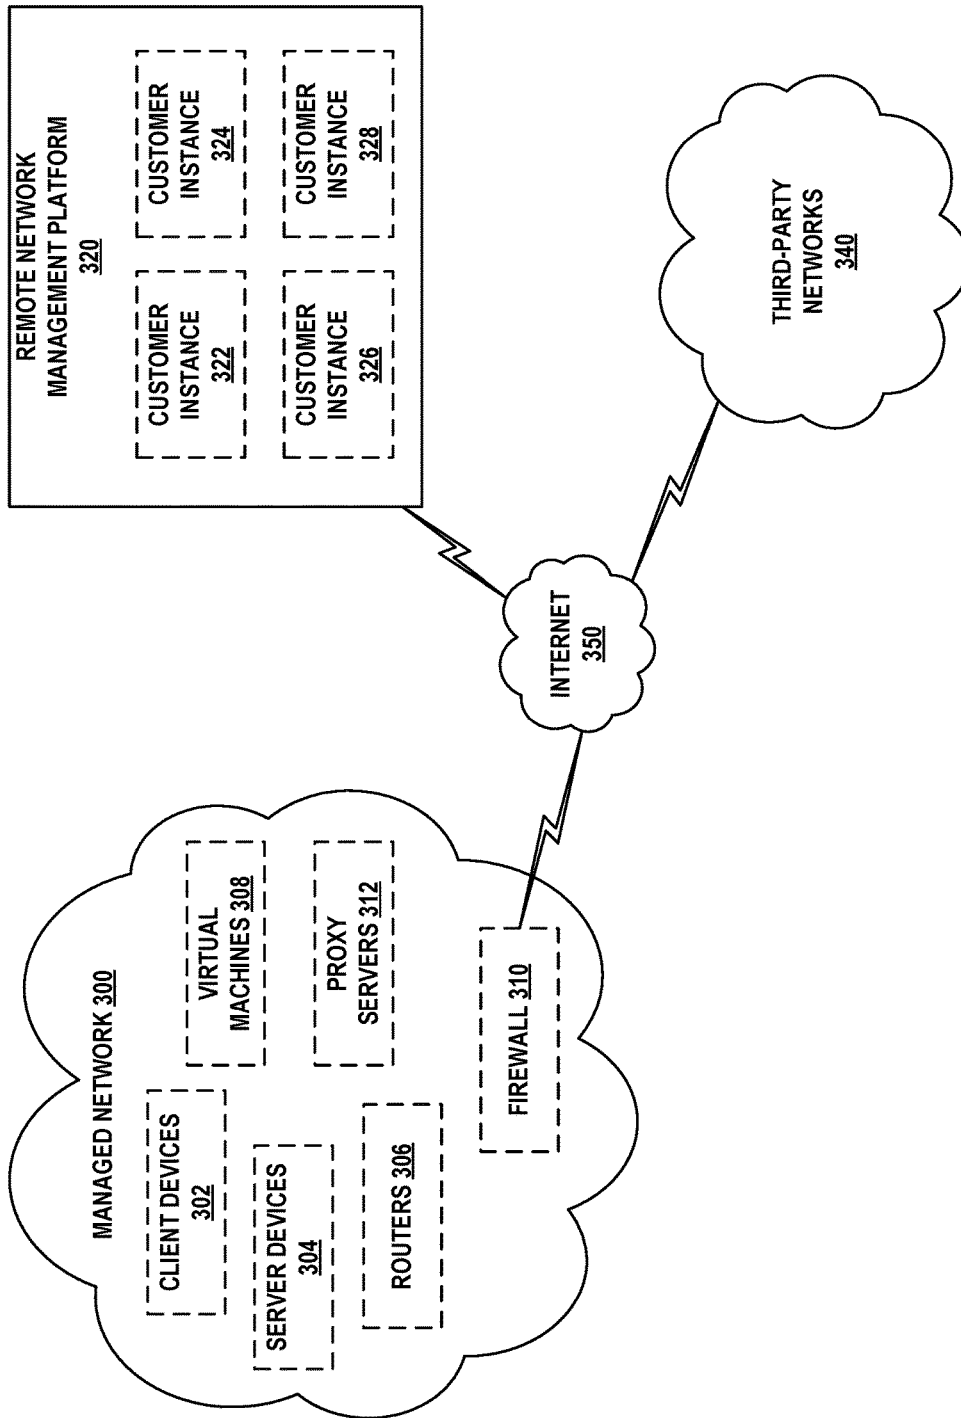 MANAGED NETWORK 300
CLIENT DEVICES
302
SERVER DEVICES
304
ROUTERS 306
VIRTUAL
MACHINES 308
PROXY
SERVERS 312
FIREWALL 310
INTERNET
350
REMOTE NETWORK
MANAGEMENT PLATFORM
320
CUSTOMER
INSTANCE
322
CUSTOMER
INSTANCE
324
CUSTOMER
INSTANCE
326
CUSTOMER
INSTANCE
328
THIRD-PARTY
NETWORKS
340